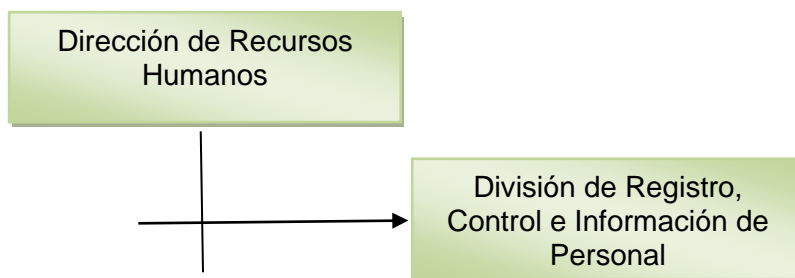 Dirección de Recursos
Humanos
División de Registro,
Control e Información de
Personal